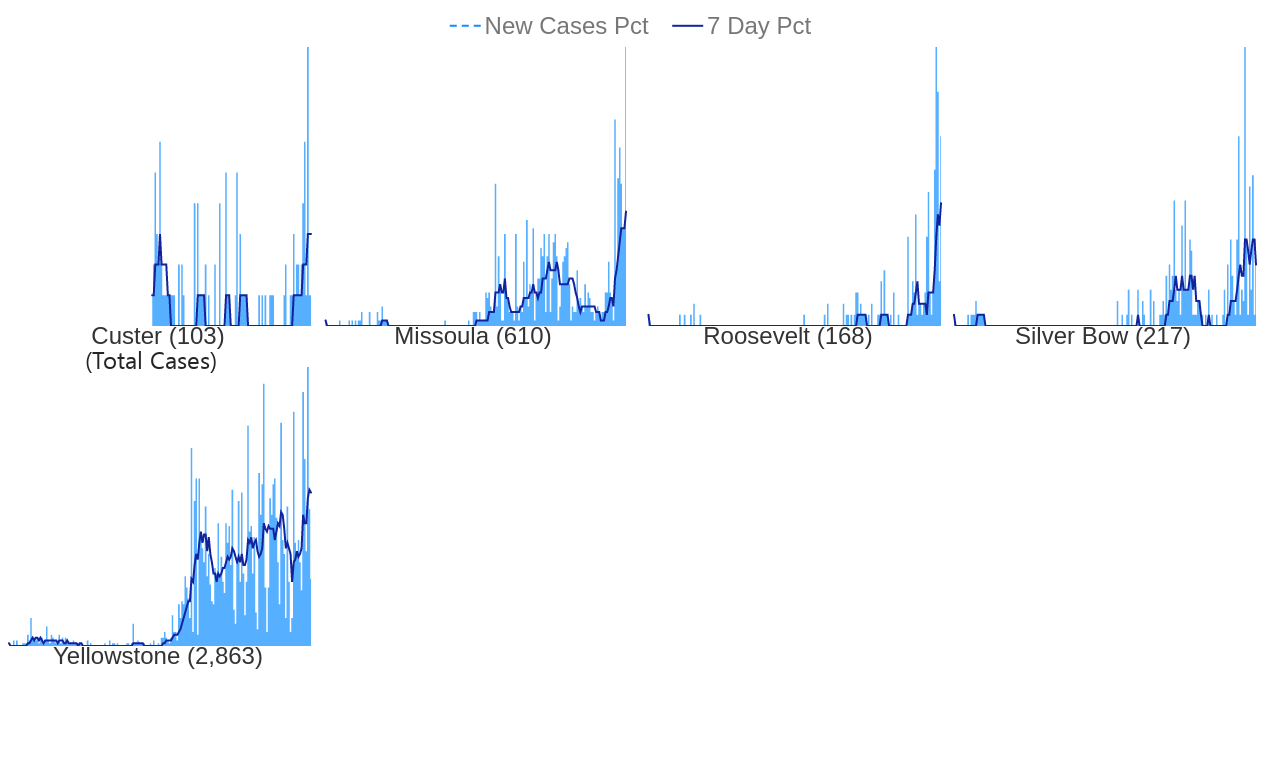 New Cases Pct 7 Day Pct
Custer (103) Missoula (610) Roosevelt (168) Silver Bow (217)
(Total Cases)
Yellowstone (2,863)